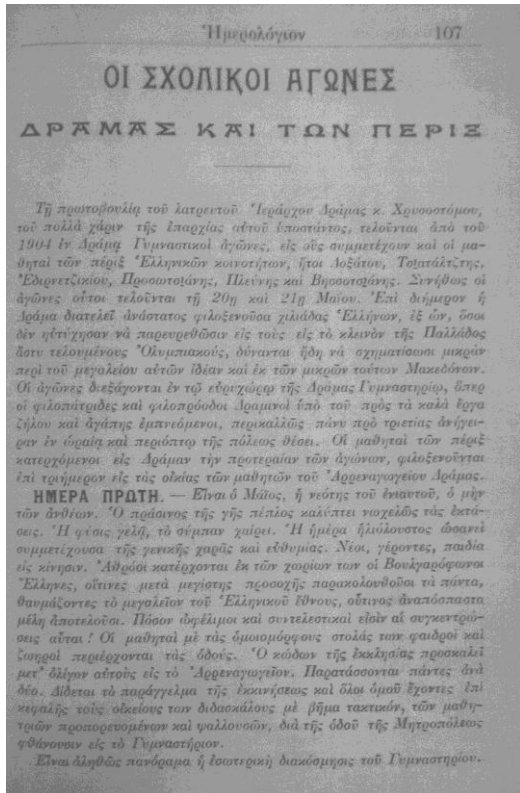 Ἡμερολόγιον 107
ΟΙ ΣΧΟΛΙΚΟΙ ΑΓΩΝΕΣ
ΔΡΑΜΑΣ ΚΑΙ ΤΩΝ ΠΕΡΙΞ
Τῇ πρωτοβουλίᾳ τοῦ λατρευτοῦ Ἱεράρχου Δράμας κ. Χρυσοστόμου,
τοῦ πολλὰ χάριν τῆς ἐπαρχίας αὐτοῦ ὑποστάντος, τελοῦνται ἀπὸ τοῦ
1904 ἐν Δράμᾳ Γυμναστικοὶ ἀγῶνες, εἰς οὓς συμμετέχουν καὶ οἱ μα-
θηταὶ τῶν πέριξ Ἑλληνικῶν κοινοτήτων, ἤτοι Δοξάτου, Τσατάλτζης,
Ἐδιρνετζικίου, Προσωτσάνης, Πλεύνης καὶ Βησσοτσάνης. Συνήθως οἱ
ἀγῶνες οὗτοι τελοῦνται τῇ 20ῃ καὶ 21ῃ Μαΐου. Ἐπὶ διήμερον ἡ
Δράμα διατελεῖ ἀνάστατος φιλοξενοῦσα χιλιάδας Ἑλλήνων, ἐξ ὧν, ὅσοι
δὲν ηὐτύχησαν νὰ παρευρεθῶσιν εἰς τοὺς εἰς τὸ κλεινὸν τῆς Παλλάδος
ἄστυ τελουμένους Ὀλυμπιακούς, δύνανται ἤδη νὰ σχηματίσωσι μικρὰν
περὶ τοῦ μεγαλείου αὐτῶν ἰδέαν καὶ ἐκ τῶν μικρῶν τούτων Μακεδόνων.
Οἱ ἀγῶνες διεξάγονται ἐν τῷ εὐρυχώρῳ τῆς Δράμας Γυμναστηρίῳ, ὅπερ
οἱ φιλοπάτριδες καὶ φιλοπρόοδοι Δραμινοὶ ὑπὸ τοῦ πρὸς τὰ καλὰ ἔργα
ζήλου καὶ ἀγάπης ἐμπνεόμενοι, περικαλλῶς πάνυ πρὸ τριετίας ἀνήγει-
ραν ἐν ὡραίᾳ καὶ περιόπτῳ τῆς πόλεως θέσει. Οἱ μαθηταὶ τῶν πέριξ
κατερχόμενοι εἰς Δράμαν τὴν προτεραίαν τῶν ἀγώνων, φιλοξενοῦνται
ἐπὶ τριήμερον εἰς τὰς οἰκίας τῶν μαθητῶν τοῦ Ἀρρεναγωγείου Δράμας.
ΗΜΕΡΑ ΠΡΩΤΗ. — Εἶναι ὁ Μάϊος, ἡ νεότης τοῦ ἐνιαυτοῦ, ὁ μὴν
τῶν ἀνθέων. Ὁ πράσινος τῆς γῆς πέπλος καλύπτει νωχελῶς τὰς ἐκτά-
σεις. Ἡ φύσις γελᾷ, τὸ σύμπαν χαίρει. Ἡ ἡμέρα ἡλιόλουστος ὡσανεὶ
συμμετέχουσα τῆς γενικῆς χαρᾶς καὶ εὐθυμίας. Νέοι, γέροντες, παιδία
εἰς κίνησιν. Ἀθρόοι κατέρχονται ἐκ τῶν χωρίων των οἱ Βουλγαρόφωνοι
Ἕλληνες, οἵτινες μετὰ μεγίστης προσοχῆς παρακολουθοῦσι τὰ πάντα,
θαυμάζοντες τὸ μεγαλεῖον τοῦ Ἑλληνικοῦ ἔθνους, οὗτινος ἀναπόσπαστα
μέλη ἀποτελοῦσι. Πόσον ὠφέλιμοι καὶ συντελεστικαὶ εἰσὶν αἱ συγκεντρώ-
σεις αὗται! Οἱ μαθηταὶ μὲ τὰς ὁμοιομόρφους στολάς των φαιδροὶ καὶ
ζωηροὶ περιέρχονται τὰς ὁδούς. Ὁ κώδων τῆς ἐκκλησίας προσκαλεῖ
μετ' ὀλίγον αὐτοὺς εἰς τὸ Ἀρρεναγωγεῖον. Παρατάσσονται πάντες ἀνὰ
δύο. Δίδεται τὸ παράγγελμα τῆς ἐκκινήσεως καὶ ὅλοι ὁμοῦ ἔχοντες ἐπὶ
κεφαλῆς τοὺς οἰκείους των διδασκάλους μὲ βῆμα τακτικόν, τῶν μαθη-
τριῶν προπορευομένων καὶ ψαλλουσῶν, διὰ τῆς ὁδοῦ τῆς Μητροπόλεως
φθάνουσιν εἰς τὸ Γυμναστήριον.
Εἶναι ἀληθῶς πανόραμα ἡ ἐσωτερικὴ διακόσμησις τοῦ Γυμναστηρίου.